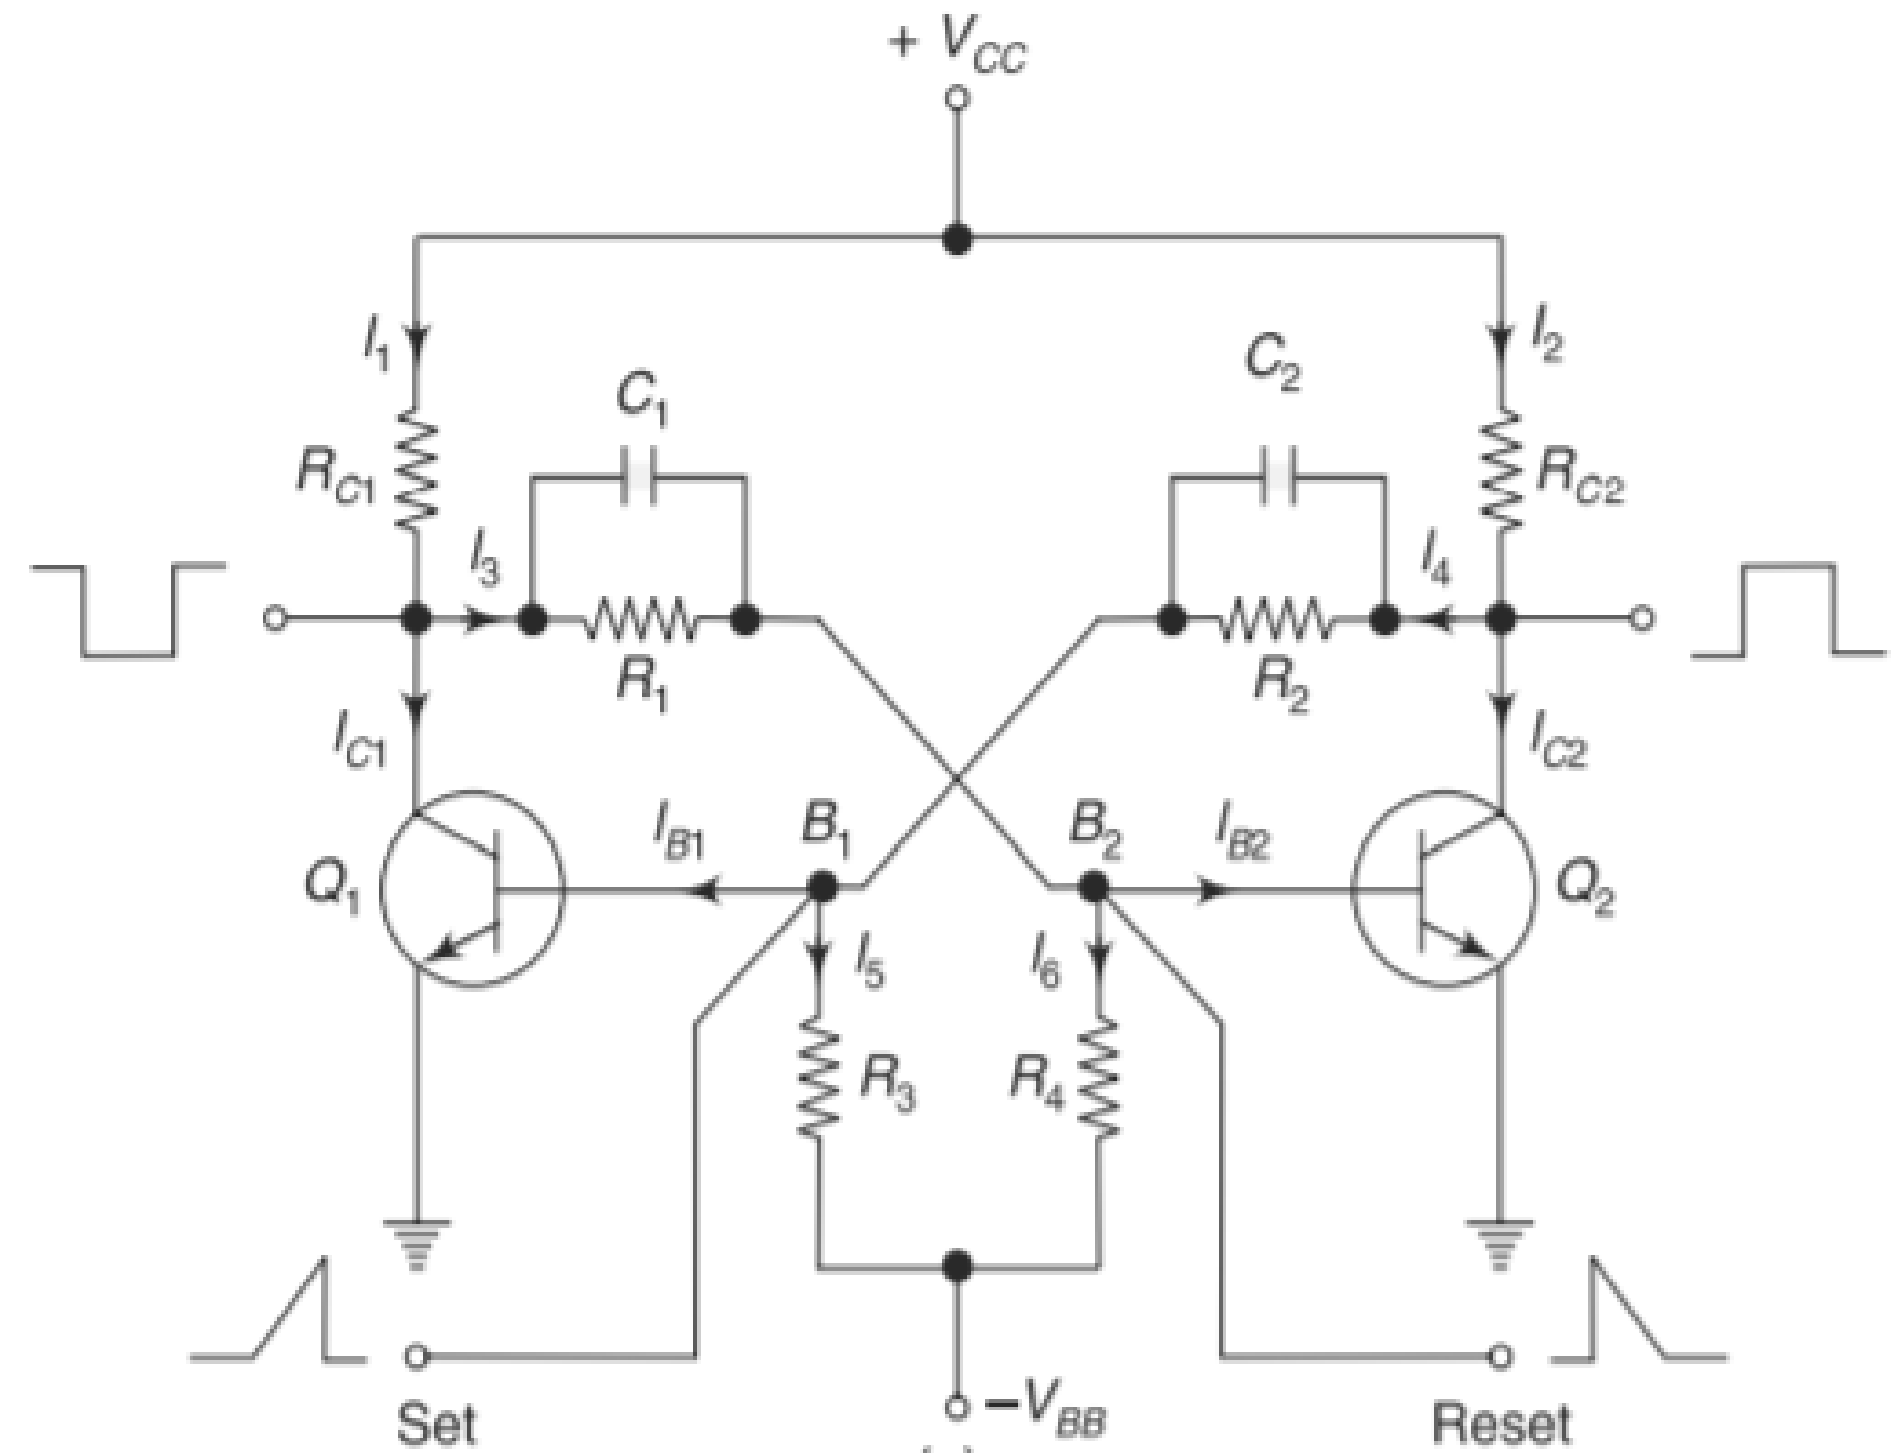 + V_CC
I_1
I_2
C_1
C_2
R_C1
R_C2
I_3
I_4
R_1
R_2
I_C1
I_C2
I_B1 B_1 B_2 I_B2
Q_1
Q_2
I_5 I_6
R_3 R_4
Set
−V_BB
Reset